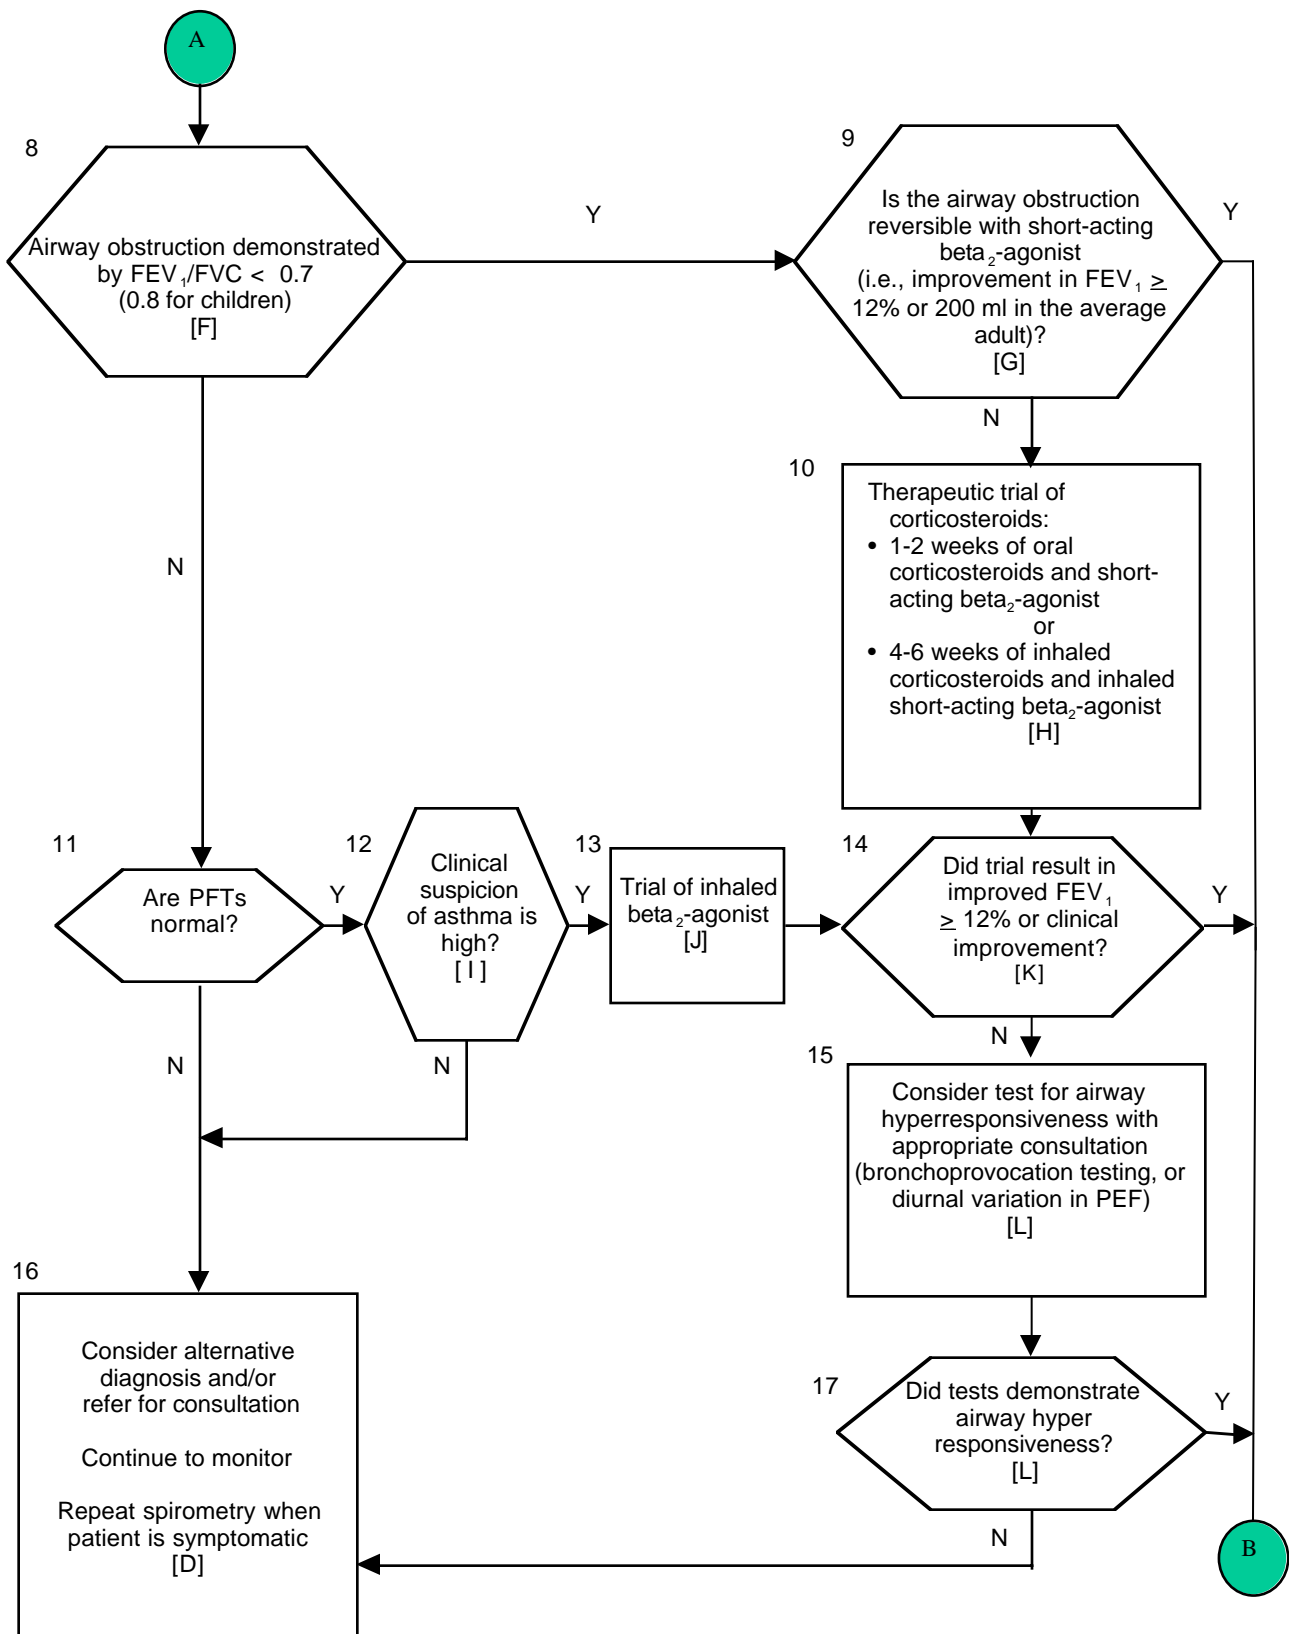 A
8
Airway obstruction demonstrated
by FEV₁/FVC < 0.7
(0.8 for children)
[F]
Y
9
Is the airway obstruction
reversible with short-acting
beta₂-agonist
(i.e., improvement in FEV₁ ≥
12% or 200 ml in the average
adult)?
[G]
Y
N
N
10
Therapeutic trial of
corticosteroids:
• 1-2 weeks of oral
corticosteroids and short-
acting beta₂-agonist
or
• 4-6 weeks of inhaled
corticosteroids and inhaled
short-acting beta₂-agonist
[H]
11
Are PFTs
normal?
Y
N
12
Clinical
suspicion
of asthma is
high?
[ I ]
Y
N
13
Trial of inhaled
beta₂-agonist
[J]
14
Did trial result in
improved FEV₁
≥ 12% or clinical
improvement?
[K]
Y
N
15
Consider test for airway
hyperresponsiveness with
appropriate consultation
(bronchoprovocation testing, or
diurnal variation in PEF)
[L]
16
Consider alternative
diagnosis and/or
refer for consultation
Continue to monitor
Repeat spirometry when
patient is symptomatic
[D]
17
Did tests demonstrate
airway hyper
responsiveness?
[L]
Y
N
B